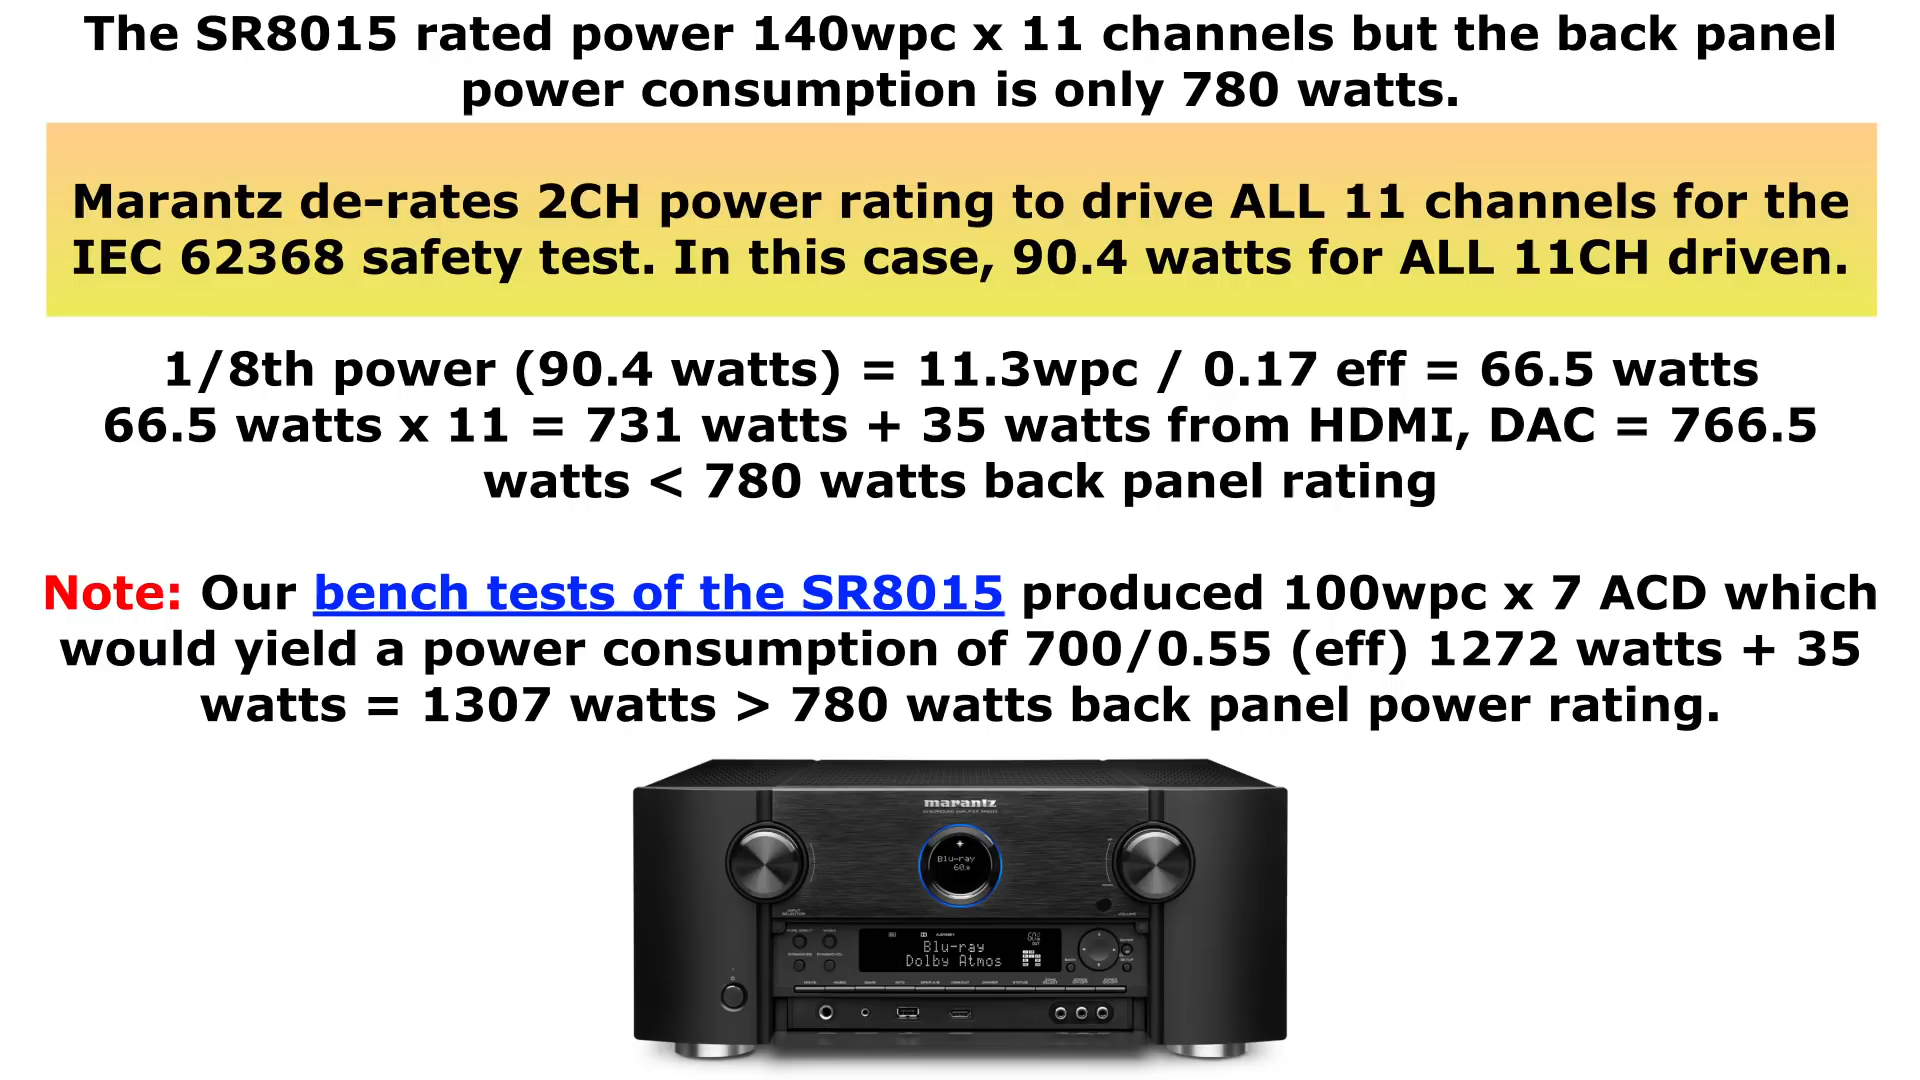 The SR8015 rated power 140wpc x 11 channels but the back panel
power consumption is only 780 watts.
Marantz de-rates 2CH power rating to drive ALL 11 channels for the
IEC 62368 safety test. In this case, 90.4 watts for ALL 11CH driven.
1/8th power (90.4 watts) = 11.3wpc / 0.17 eff = 66.5 watts
66.5 watts x 11 = 731 watts + 35 watts from HDMI, DAC = 766.5
watts < 780 watts back panel rating
Note: Our bench tests of the SR8015 produced 100wpc x 7 ACD which
would yield a power consumption of 700/0.55 (eff) 1272 watts + 35
watts = 1307 watts > 780 watts back panel power rating.
marantz
Blu-ray
INPUT
SELECTOR
VOLUME
Blu-ray
Dolby Atmos